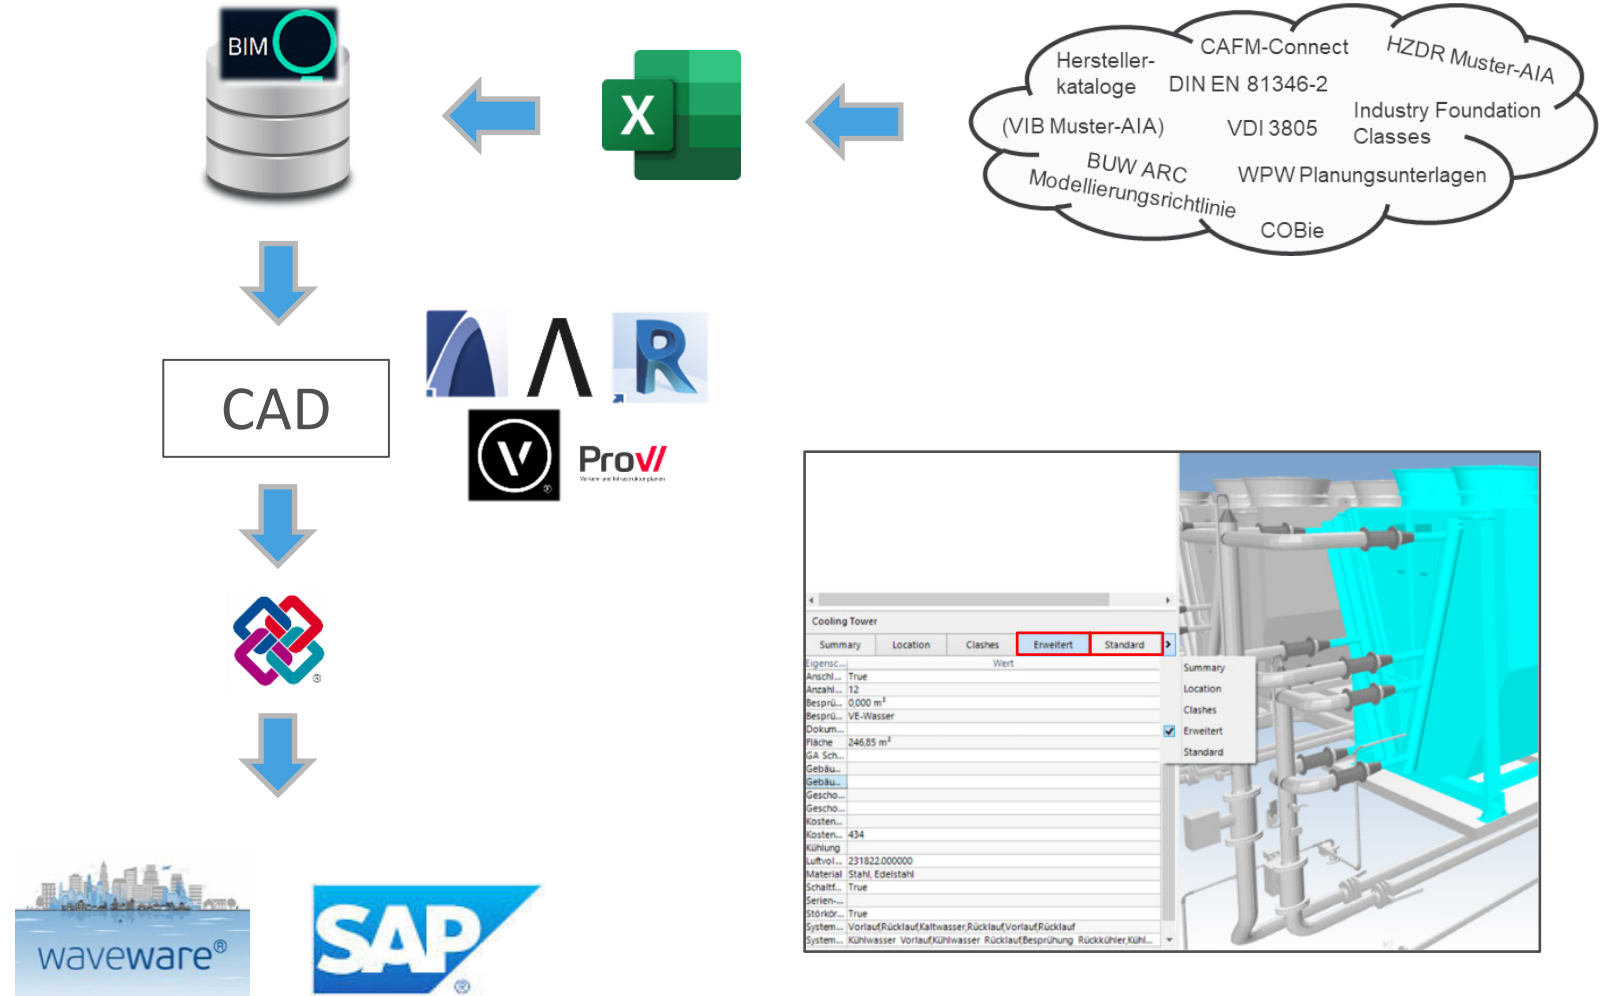 BIM
X
Hersteller-
kataloge
CAFM-Connect
HZDR Muster-AIA
DIN EN 81346-2
(VIB Muster-AIA)
VDI 3805
Industry Foundation
Classes
BUW ARC
Modellierungsrichtlinie
WPW Planungsunterlagen
COBie
CAD
R
V
®
ProVI
Verkehr und Infrastruktur planen
®
waveware®
SAP
®
Cooling Tower
Summary Location Clashes Erweitert Standard >
Eigensc... Wert
Anschl... True
Anzahl... 12
Besprü... 0,000 m³
Besprü... VE-Wasser
Dokum...
Fläche 246,85 m²
GA Sch...
Gebäu...
Gebäu...
Gescho...
Gescho...
Kosten...
Kosten... 434
Kühlung
Luftvol... 231822.000000
Material Stahl, Edelstahl
Schaltf... True
Serien-...
Störkör... True
System... Vorlauf,Rücklauf,Kaltwasser,Rücklauf,Vorlauf,Rücklauf
System... Kühlwasser Vorlauf,Kühlwasser Rücklauf,Besprühung Rückkühler,Kühl...
Summary
Location
Clashes
Erweitert
Standard